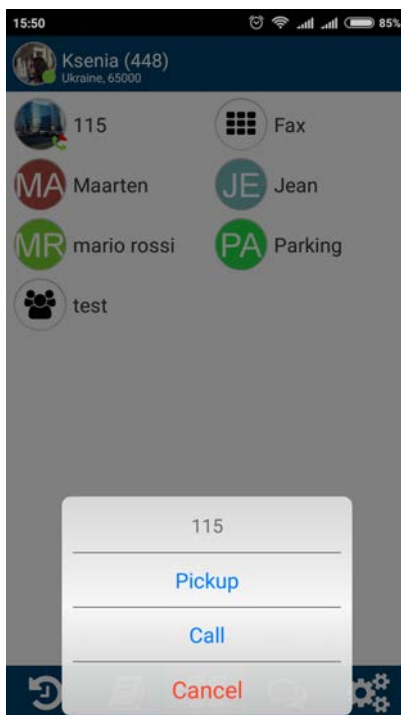 15:50
85%
Ksenia (448)
Ukraine, 65000
115
Fax
MA
Maarten
JE
Jean
MR
mario rossi
PA
Parking
test
115
Pickup
Call
Cancel